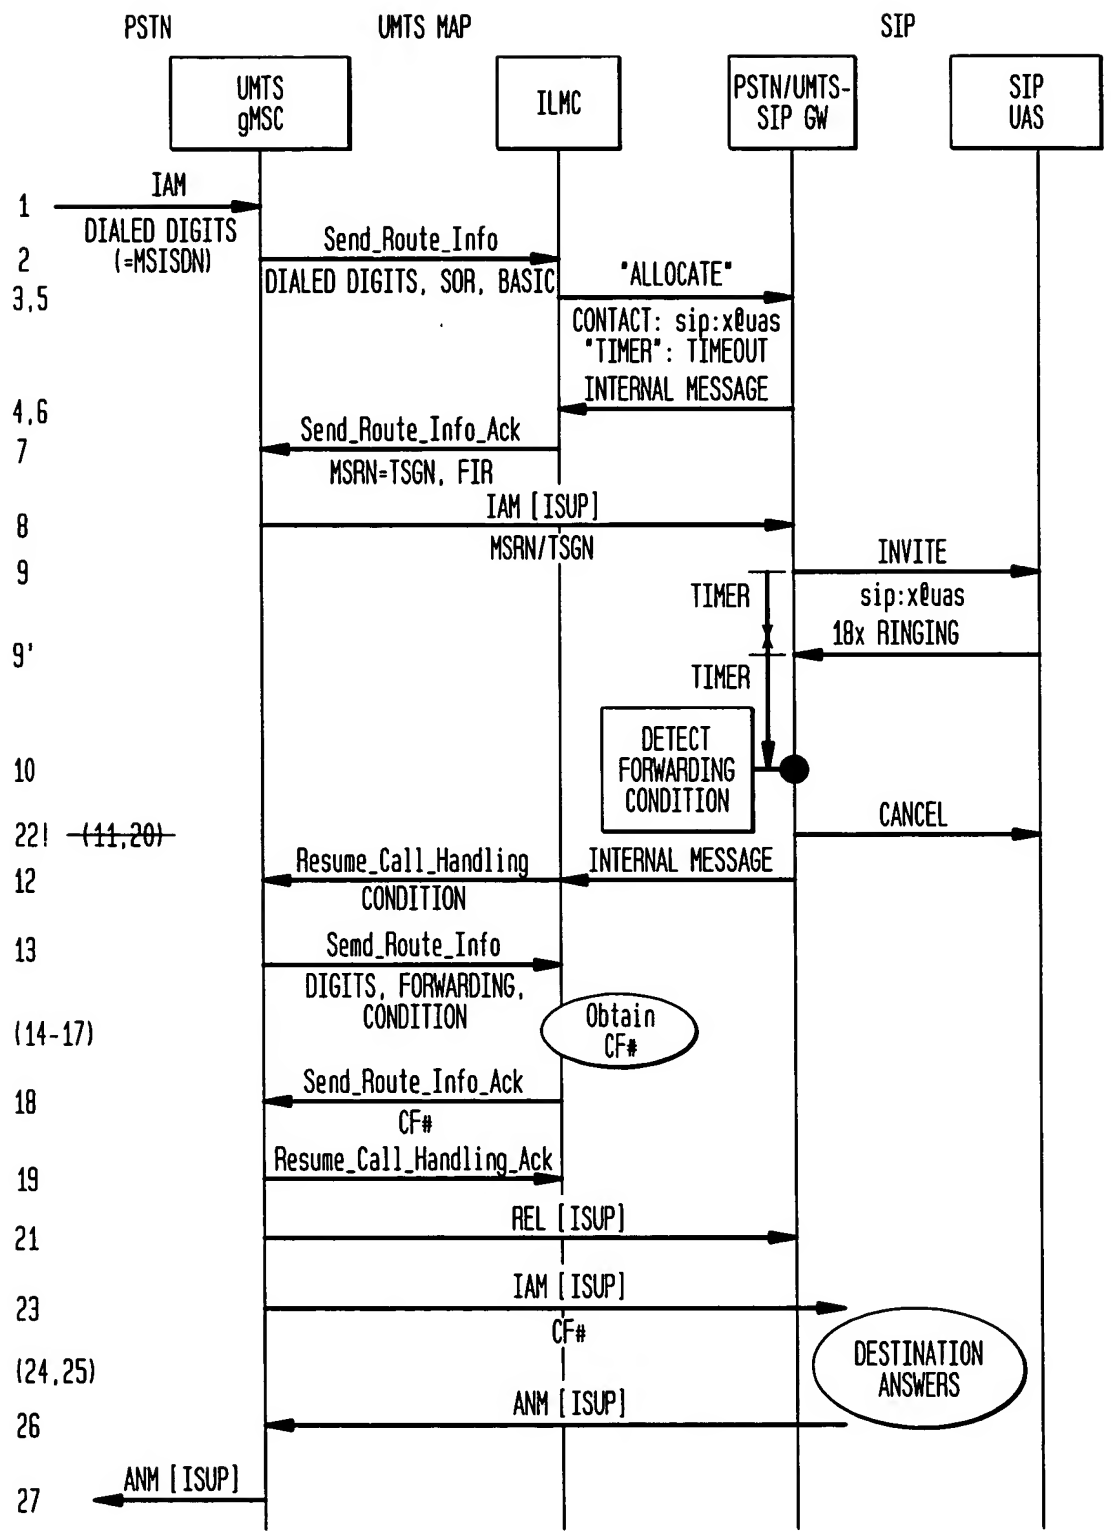 PSTN
UMTS MAP
SIP
UMTS
gMSC
ILMC
PSTN/UMTS-
SIP GW
SIP
UAS
1
IAM
DIALED DIGITS
(=MSISDN)
2
Send_Route_Info
DIALED DIGITS, SOR, BASIC
3,5
"ALLOCATE"
CONTACT: sip:x@uas
"TIMER": TIMEOUT
4,6
INTERNAL MESSAGE
7
Send_Route_Info_Ack
MSRN=TSGN, FIR
8
IAM [ISUP]
MSRN/TSGN
9
INVITE
sip:x@uas
TIMER
9'
18x RINGING
TIMER
10
DETECT
FORWARDING
CONDITION
22! (11,20)
CANCEL
12
Resume_Call_Handling
CONDITION
INTERNAL MESSAGE
13
Semd_Route_Info
DIGITS, FORWARDING,
CONDITION
(14-17)
Obtain
CF#
18
Send_Route_Info_Ack
CF#
19
Resume_Call_Handling_Ack
21
REL [ISUP]
23
IAM [ISUP]
CF#
(24,25)
DESTINATION
ANSWERS
26
ANM [ISUP]
27
ANM [ISUP]